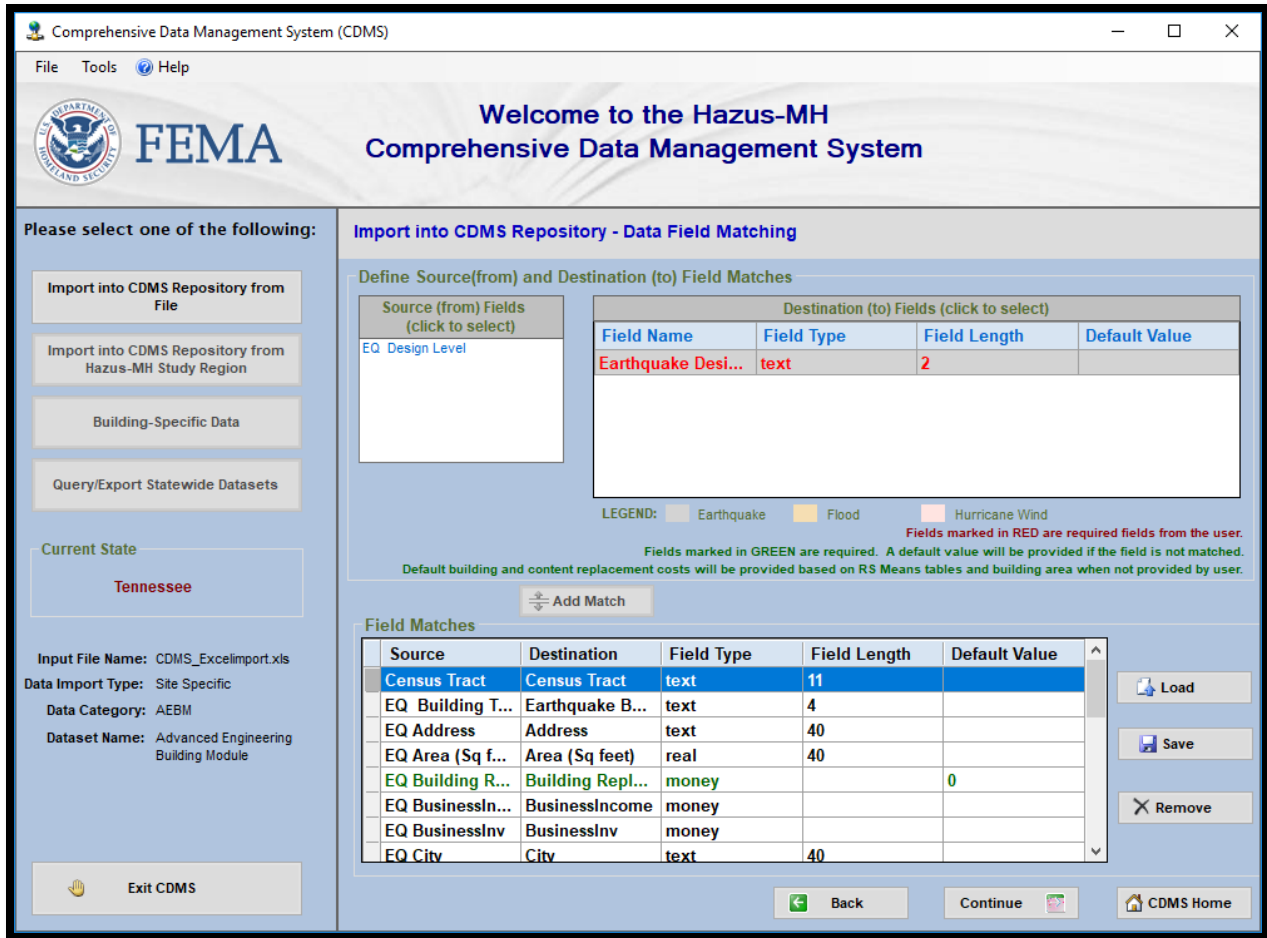 Comprehensive Data Management System (CDMS)
File Tools Help
U.S. DEPARTMENT OF HOMELAND SECURITY
FEMA
Welcome to the Hazus-MH
Comprehensive Data Management System
Please select one of the following:
Import into CDMS Repository from
File
Import into CDMS Repository from
Hazus-MH Study Region
Building-Specific Data
Query/Export Statewide Datasets
Current State
Tennessee
Input File Name: CDMS_Excelimport.xls
Data Import Type: Site Specific
Data Category: AEBM
Dataset Name: Advanced Engineering
Building Module
Exit CDMS
Import into CDMS Repository - Data Field Matching
Define Source(from) and Destination (to) Field Matches
Source (from) Fields
(click to select)
EQ Design Level
Destination (to) Fields (click to select)
Field Name Field Type Field Length Default Value
Earthquake Desi... text 2
LEGEND: Earthquake Flood Hurricane Wind
Fields marked in RED are required fields from the user.
Fields marked in GREEN are required. A default value will be provided if the field is not matched.
Default building and content replacement costs will be provided based on RS Means tables and building area when not provided by user.
Add Match
Field Matches
Source Destination Field Type Field Length Default Value
Census Tract Census Tract text 11
EQ Building T... Earthquake B... text 4
EQ Address Address text 40
EQ Area (Sq f... Area (Sq feet) real 40
EQ Building R... Building Repl... money 0
EQ BusinessIn... BusinessIncome money
EQ BusinessInv BusinessInv money
EQ City City text 40
Load
Save
Remove
Back Continue CDMS Home